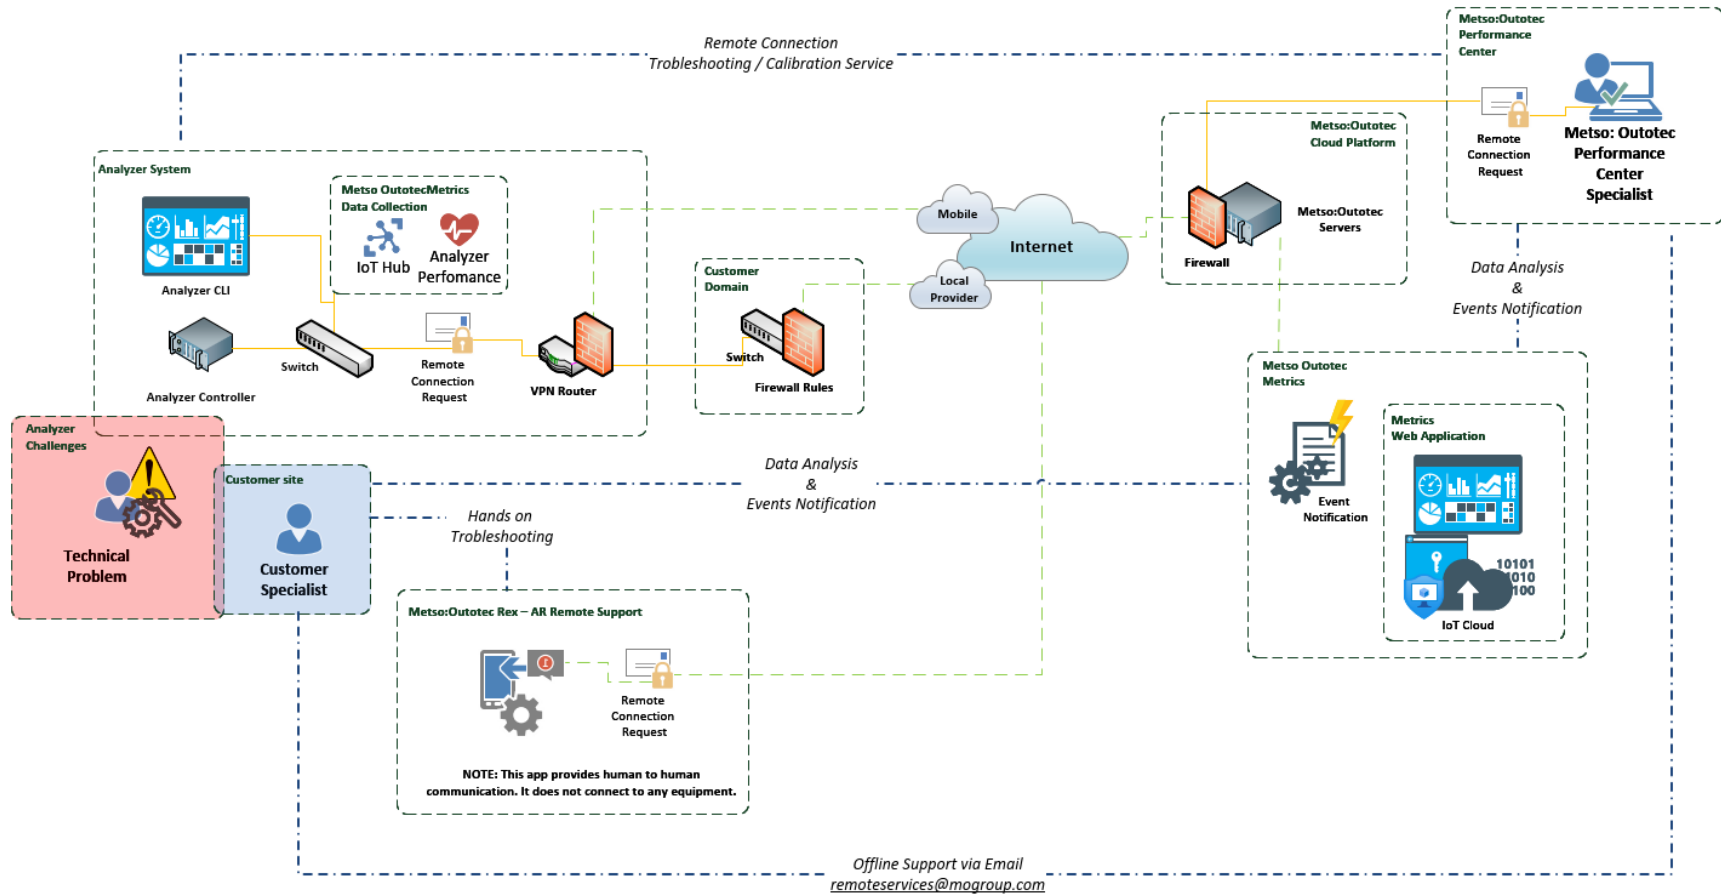 Remote Connection
Trobleshooting / Calibration Service
Metso:Outotec
Performance
Center
Remote
Connection
Request
Metso: Outotec
Performance
Center
Specialist
Metso:Outotec
Cloud Platform
Metso:Outotec
Servers
Firewall
Analyzer System
Analyzer CLI
Metso OutotecMetrics
Data Collection
IoT Hub
Analyzer
Perfomance
Analyzer Controller
Switch
Remote
Connection
Request
VPN Router
Customer
Domain
Switch
Firewall Rules
Mobile
Internet
Local
Provider
Data Analysis
&
Events Notification
Metso Outotec
Metrics
Event
Notification
Metrics
Web Application
10101
01010
100
IoT Cloud
Analyzer
Challenges
Technical
Problem
Customer site
Customer
Specialist
Data Analysis
&
Events Notification
Hands on
Trobleshooting
Metso:Outotec Rex – AR Remote Support
Remote
Connection
Request
NOTE: This app provides human to human
communication. It does not connect to any equipment.
Offline Support via Email
remoteservices@mogroup.com